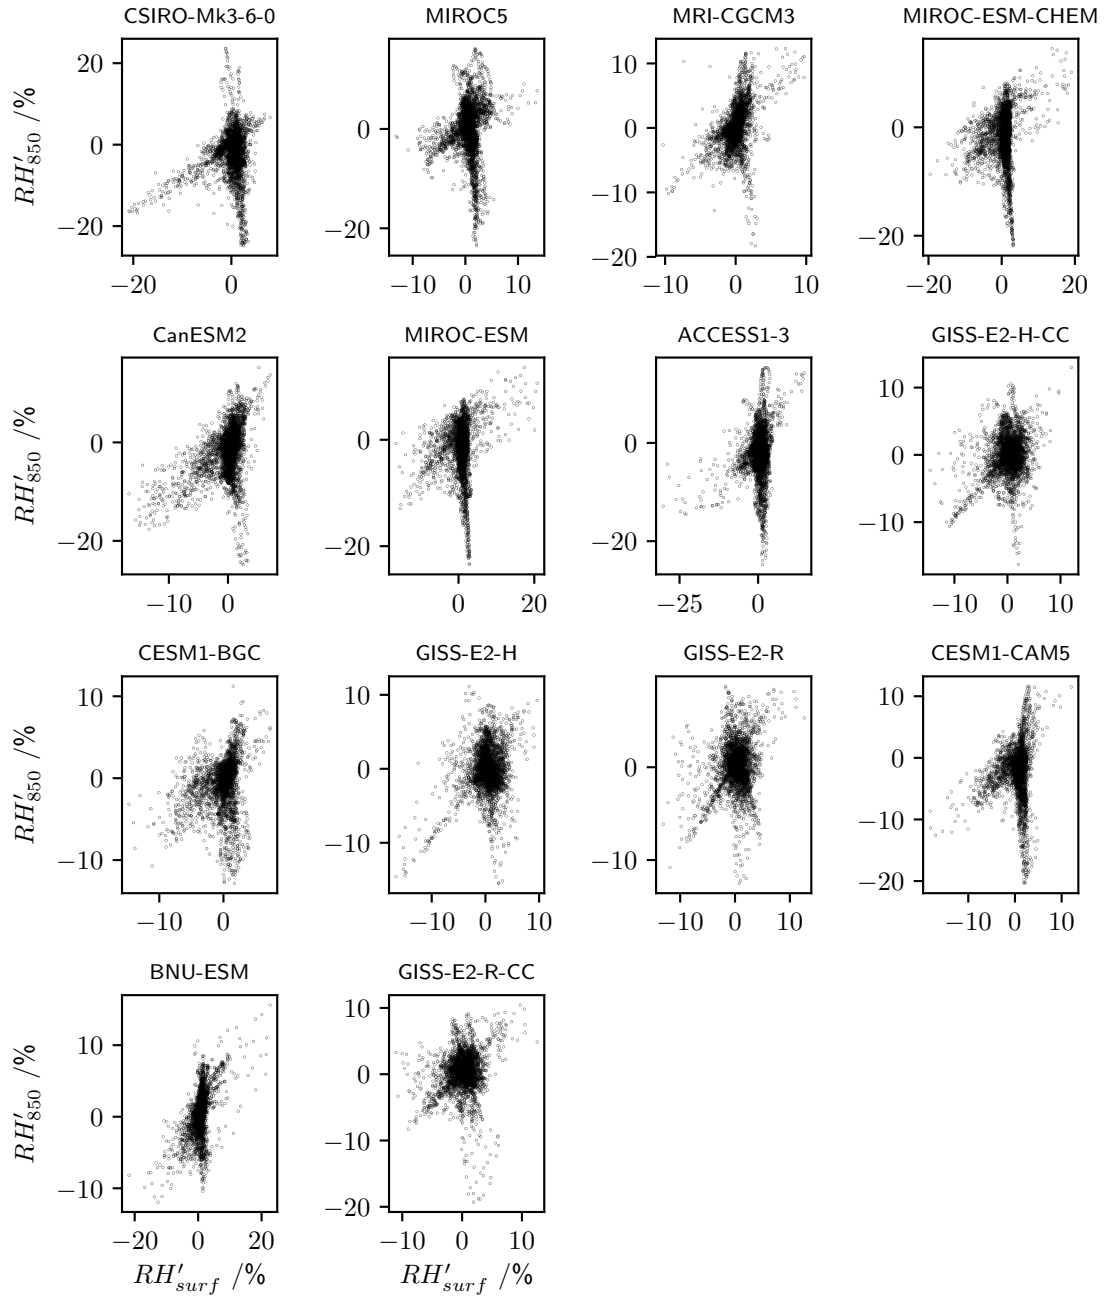 CSIRO-Mk3-6-0 MIROC5 MRI-CGCM3 MIROC-ESM-CHEM
RH′850 /%
20 0 −20
−20 0
0 −20
−10 0 10
10 0 −10 −20
−10 0 10
0 −20
−20 0 20
CanESM2 MIROC-ESM ACCESS1-3 GISS-E2-H-CC
RH′850 /%
0 −20
−10 0
0 −20
0 20
0 −20
−25 0
10 0 −10
−10 0 10
CESM1-BGC GISS-E2-H GISS-E2-R CESM1-CAM5
RH′850 /%
10 0 −10
−10 0
10 0 −10
−10 0 10
0 −10
−10 0 10
10 0 −10 −20
−10 0 10
BNU-ESM GISS-E2-R-CC
RH′850 /%
10 0 −10
−20 0 20
10 0 −10 −20
−10 0 10
RH′surf /% RH′surf /%